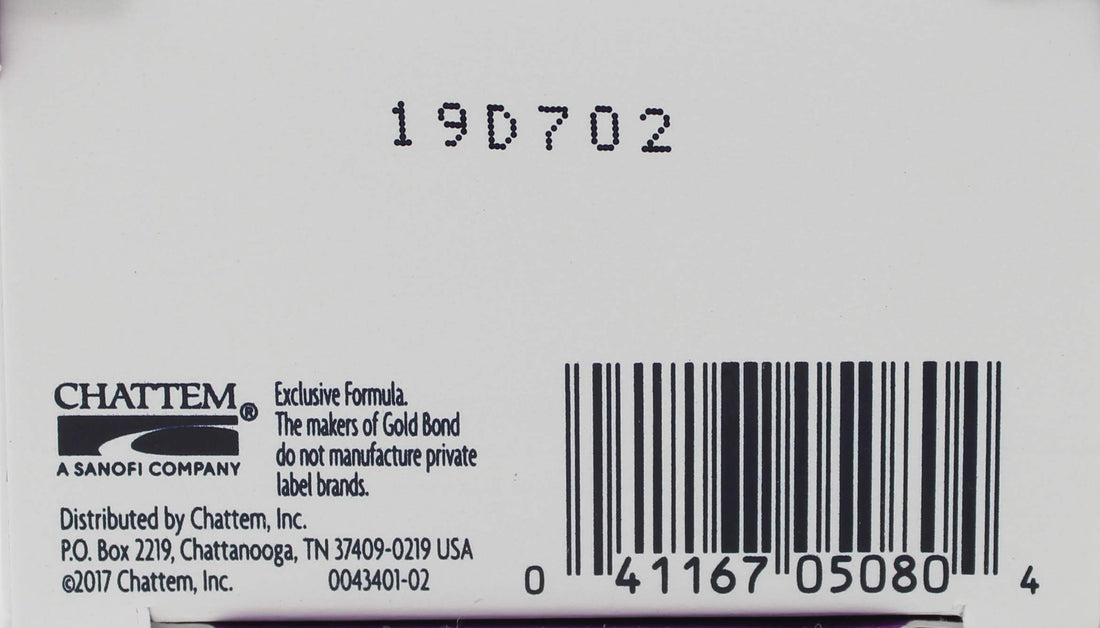 19D702
CHATTEM®
A SANOFI COMPANY
Exclusive Formula.
The makers of Gold Bond
do not manufacture private
label brands.
Distributed by Chattem, Inc.
P.O. Box 2219, Chattanooga, TN 37409-0219 USA
©2017 Chattem, Inc. 0043401-02
0 41167 05080 4